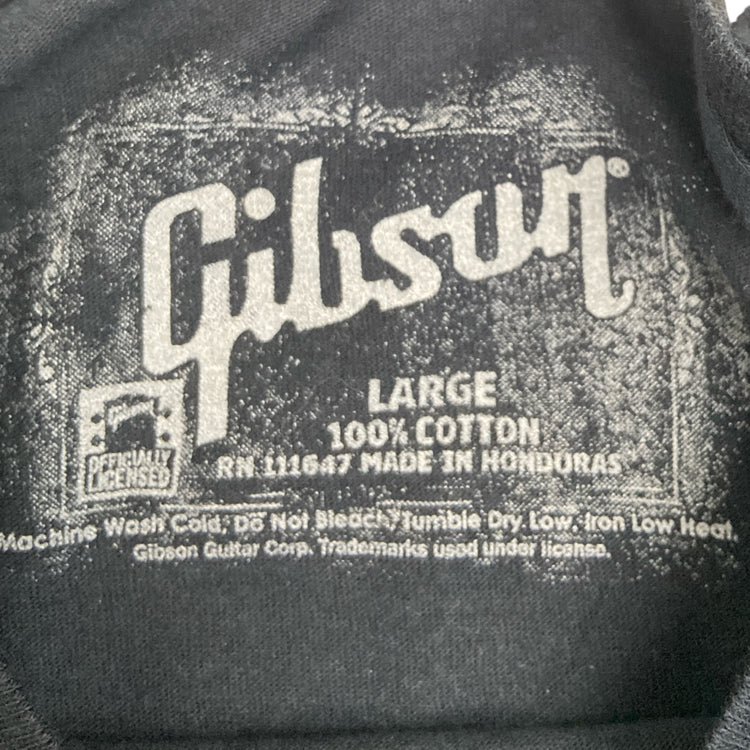 Gibson®
LARGE
100% COTTON
RN 111647 MADE IN HONDURAS
Gibson
OFFICIALLY
LICENSED
Machine Wash Cold, Do Not Bleach, Tumble Dry Low, Iron Low Heat.
Gibson Guitar Corp. Trademarks used under license.